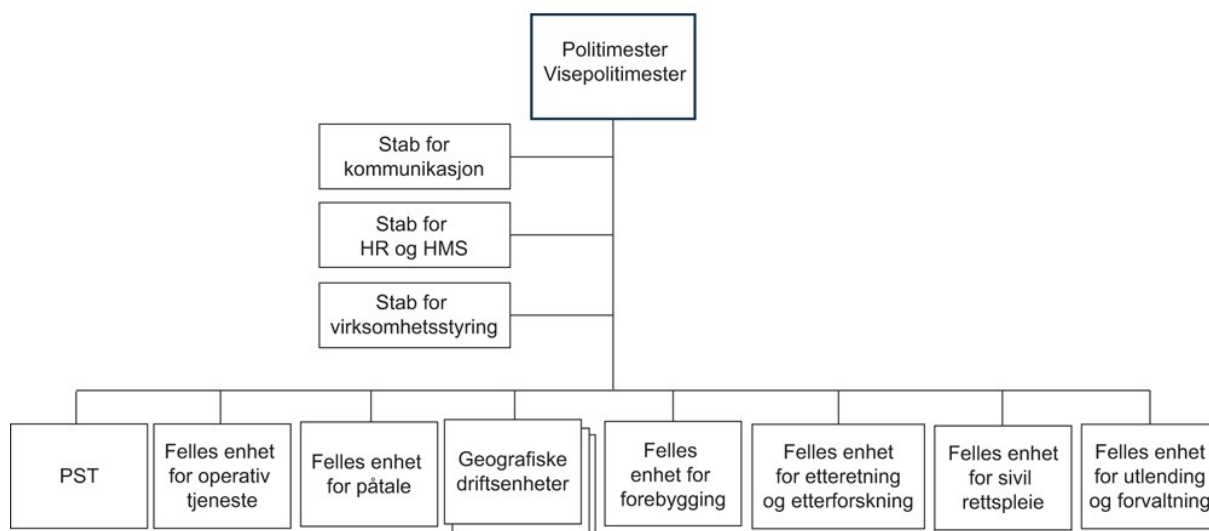 Politimester
Visepolitimester
Stab for
kommunikasjon
Stab for
HR og HMS
Stab for
virksomhetsstyring
PST
Felles enhet
for operativ
tjeneste
Felles enhet
for påtale
Geografiske
driftsenheter
Felles
enhet for
forebygging
Felles enhet
for etteretning
og etterforskning
Felles enhet
for sivil
rettspleie
Felles enhet
for utlending
og forvaltning